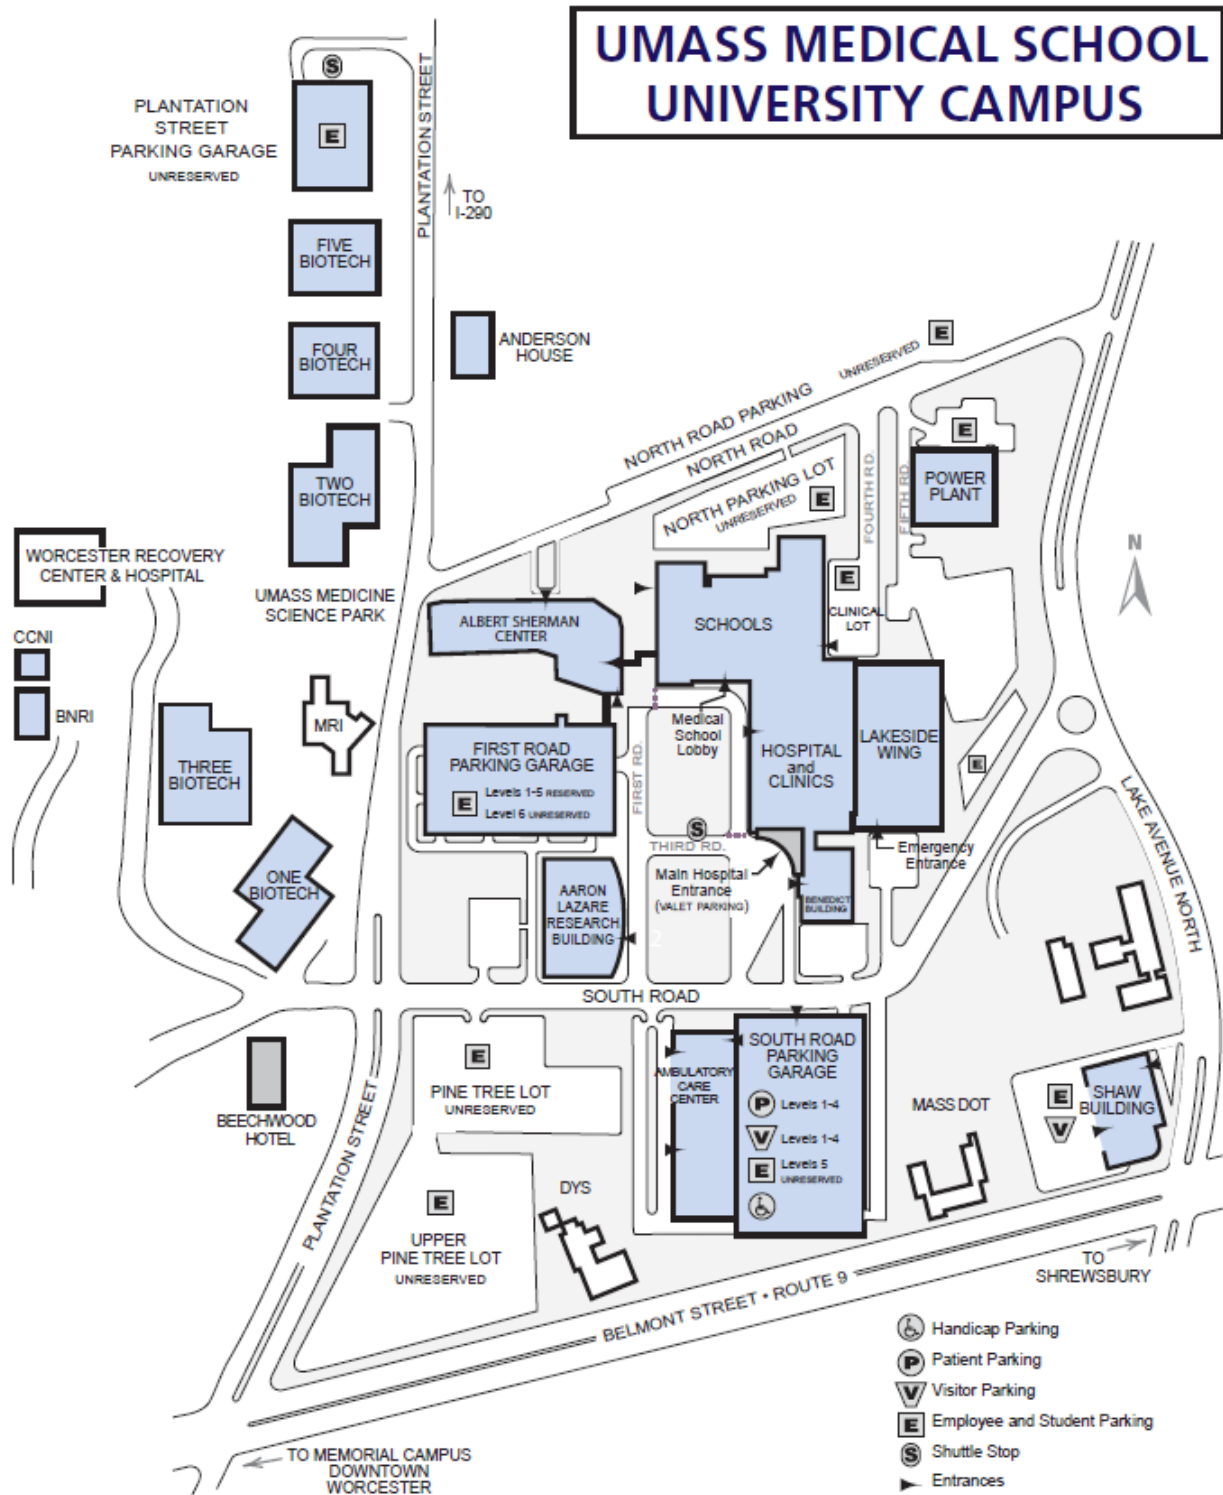 UMASS MEDICAL SCHOOL
UNIVERSITY CAMPUS
S
PLANTATION
STREET
PARKING GARAGE
UNRESERVED
E
PLANTATION STREET
TO
I-290
FIVE
BIOTECH
FOUR
BIOTECH
ANDERSON
HOUSE
E
UNRESERVED
NORTH ROAD PARKING
NORTH ROAD
NORTH PARKING LOT
UNRESERVED
E
FOURTH RD.
FIFTH RD.
E
POWER
PLANT
TWO
BIOTECH
WORCESTER RECOVERY
CENTER & HOSPITAL
UMASS MEDICINE
SCIENCE PARK
N
CCNI
BNRI
ALBERT SHERMAN
CENTER
SCHOOLS
E
CLINICAL
LOT
MRI
THREE
BIOTECH
FIRST ROAD
PARKING GARAGE
E
Levels 1-5 RESERVED
Level 6 UNRESERVED
FIRST RD.
Medical
School
Lobby
HOSPITAL
and
CLINICS
LAKESIDE
WING
E
LAKE AVENUE NORTH
S
THIRD RD.
Main Hospital
Entrance
(VALET PARKING)
Emergency
Entrance
BENEDICT
BUILDING
ONE
BIOTECH
AARON
LAZARE
RESEARCH
BUILDING
2
SOUTH ROAD
BEECHWOOD
HOTEL
PLANTATION STREET
E
PINE TREE LOT
UNRESERVED
AMBULATORY
CARE
CENTER
SOUTH ROAD
PARKING
GARAGE
P Levels 1-4
V Levels 1-4
E Levels 5
UNRESERVED
MASS DOT
E
V
SHAW
BUILDING
E
UPPER
PINE TREE LOT
UNRESERVED
DYS
BELMONT STREET • ROUTE 9
TO
SHREWSBURY
TO MEMORIAL CAMPUS
DOWNTOWN
WORCESTER
Handicap Parking
P Patient Parking
V Visitor Parking
E Employee and Student Parking
S Shuttle Stop
Entrances